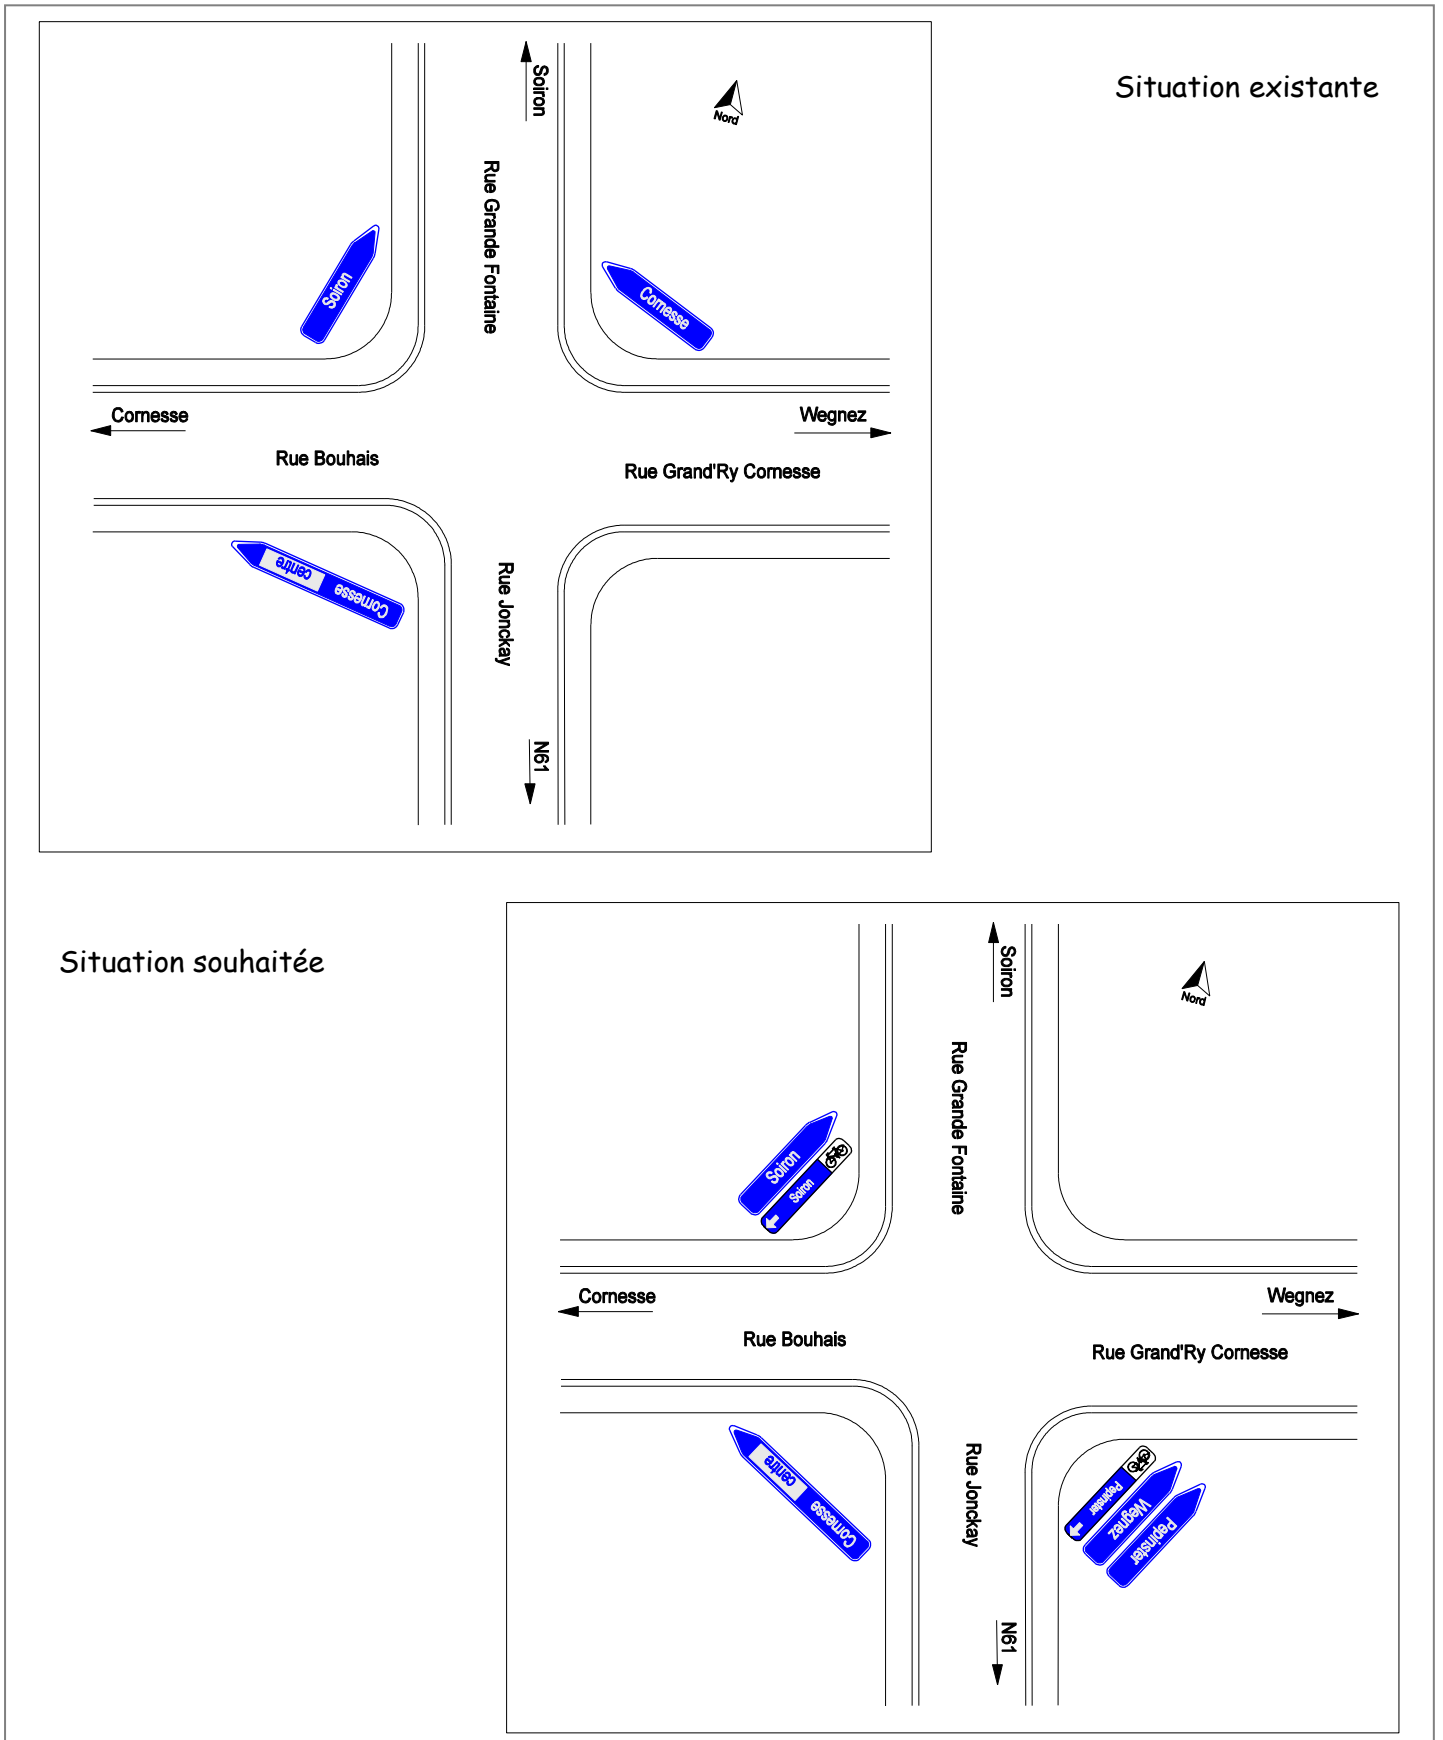 Situation existante
Soiron
Nord
Rue Grande Fontaine
Soiron
Cornesse
Cornesse
Wegnez
Rue Bouhais
Rue Grand'Ry Cornesse
centre
Cornesse
Rue Jonckay
N61
Situation souhaitée
Soiron
Nord
Rue Grande Fontaine
Soiron
Soiron
Cornesse
Wegnez
Rue Bouhais
Rue Grand'Ry Cornesse
centre
Cornesse
Rue Jonckay
Pepinster
Wegnez
Pepinster
N61